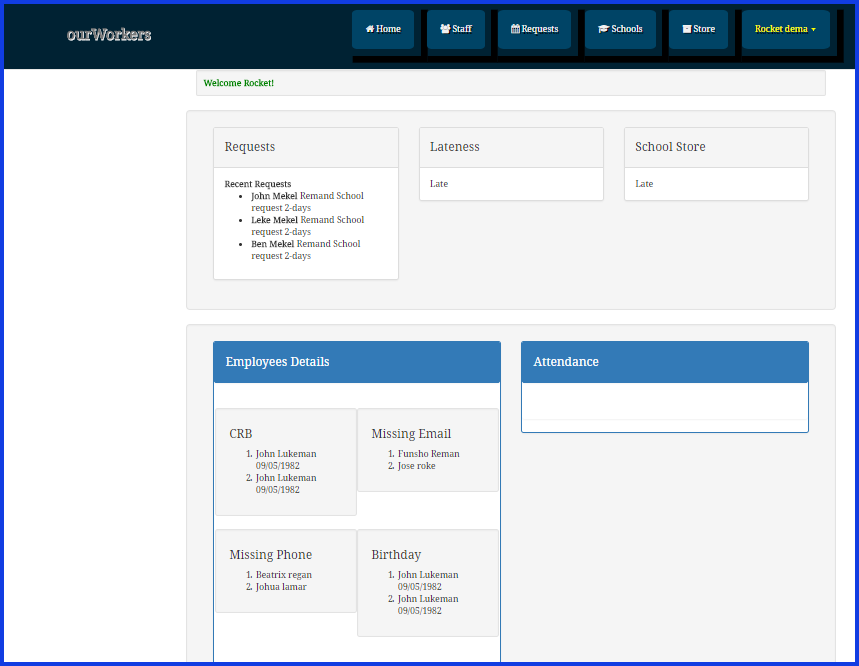 ourWorkers
Home
Staff
Requests
Schools
Store
Rocket dema
Welcome Rocket!
Requests
Recent Requests
John Mekel Remand School
request 2-days
Leke Mekel Remand School
request 2-days
Ben Mekel Remand School
request 2-days
Lateness
Late
School Store
Late
Employees Details
CRB
1. John Lukeman
09/05/1982
2. John Lukeman
09/05/1982
Missing Email
1. Funsho Reman
2. Jose roke
Missing Phone
1. Beatrix regan
2. Johua lamar
Birthday
1. John Lukeman
09/05/1982
2. John Lukeman
09/05/1982
Attendance